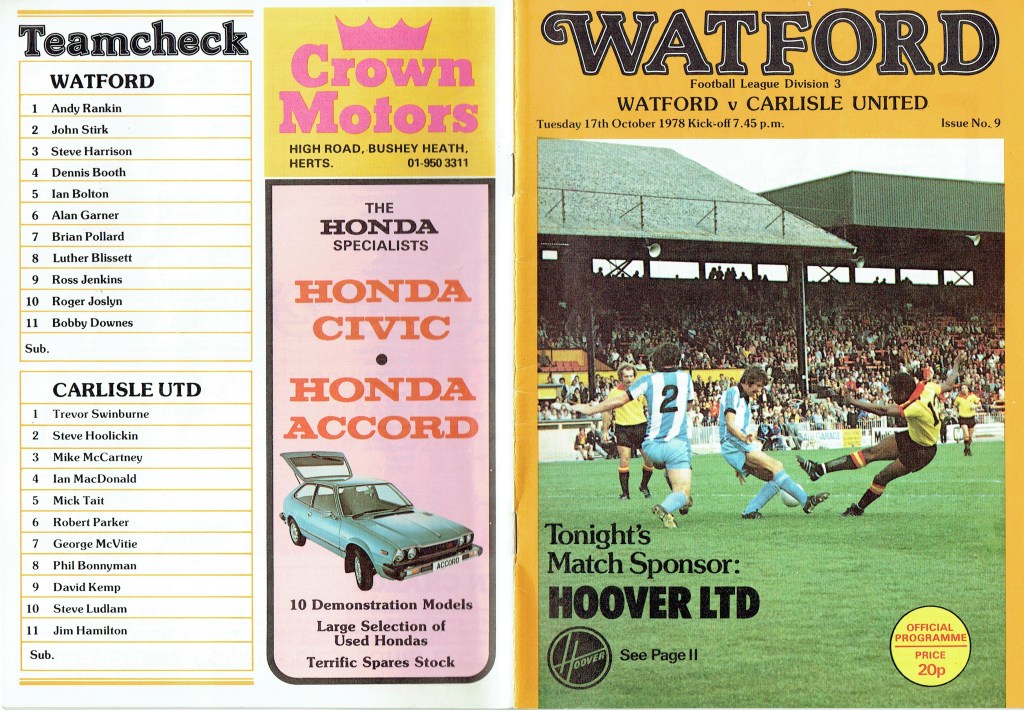 Teamcheck
WATFORD
1 Andy Rankin
2 John Stirk
3 Steve Harrison
4 Dennis Booth
5 Ian Bolton
6 Alan Garner
7 Brian Pollard
8 Luther Blissett
9 Ross Jenkins
10 Roger Joslyn
11 Bobby Downes
Sub.
CARLISLE UTD
1 Trevor Swinburne
2 Steve Hoolickin
3 Mike McCartney
4 Ian MacDonald
5 Mick Tait
6 Robert Parker
7 George McVitie
8 Phil Bonnyman
9 David Kemp
10 Steve Ludlam
11 Jim Hamilton
Sub.
Crown
Motors
HIGH ROAD, BUSHEY HEATH,
HERTS. 01-950 3311
THE
HONDA
SPECIALISTS
HONDA
CIVIC
•
HONDA
ACCORD
ACCORD
10 Demonstration Models
Large Selection of
Used Hondas
Terrific Spares Stock
WATFORD
Football League Division 3
WATFORD v CARLISLE UNITED
Tuesday 17th October 1978 Kick-off 7.45 p.m.
Issue No. 9
2
GARAGE
Tonight's
Match Sponsor:
HOOVER LTD
HOOVER
See Page 11
OFFICIAL
PROGRAMME
PRICE
20p